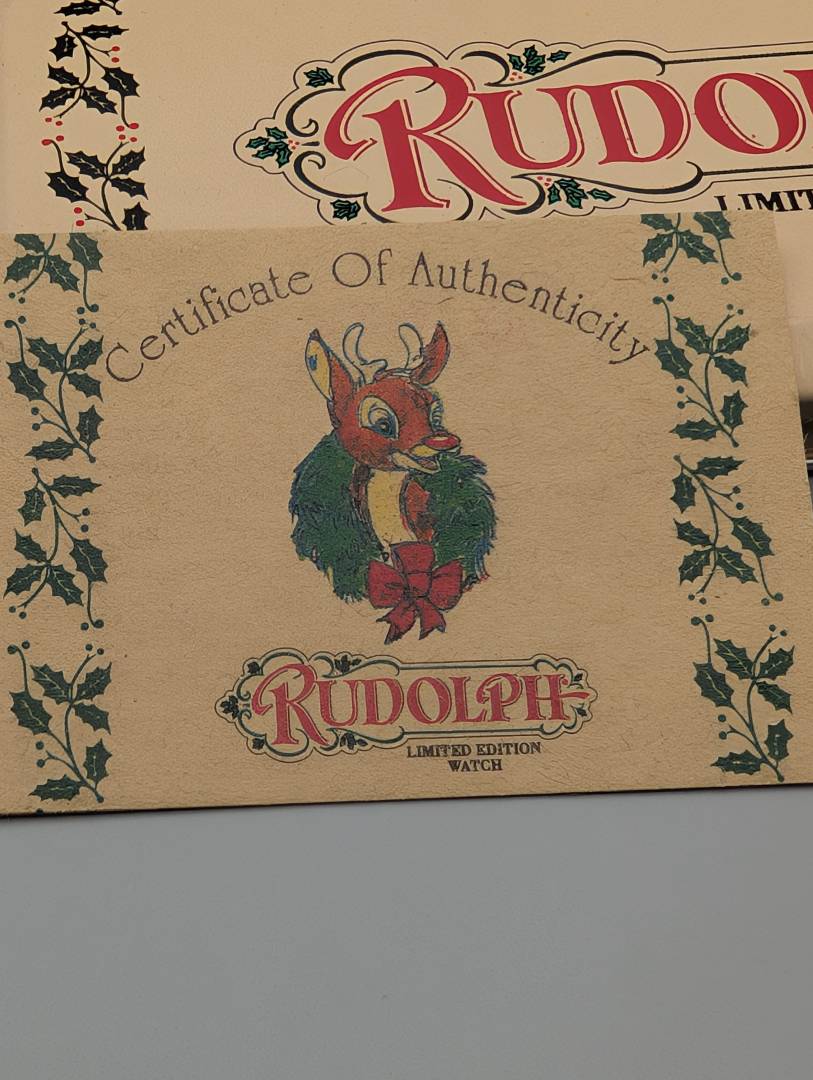 RUDO
LIMIT
Certificate Of Authenticity
RUDOLPH
LIMITED EDITION
WATCH